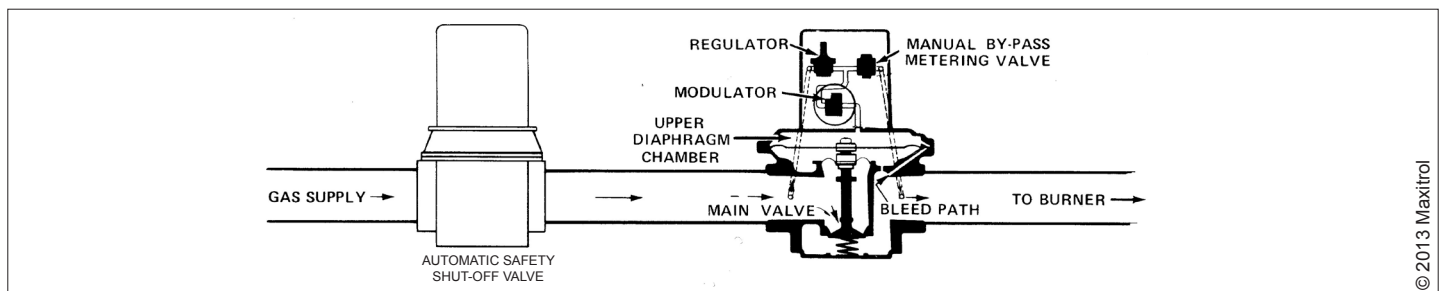 REGULATOR
MANUAL BY-PASS
METERING VALVE
MODULATOR
UPPER
DIAPHRAGM
CHAMBER
GAS SUPPLY
MAIN VALVE
BLEED PATH
TO BURNER
AUTOMATIC SAFETY
SHUT-OFF VALVE
© 2013 Maxitrol